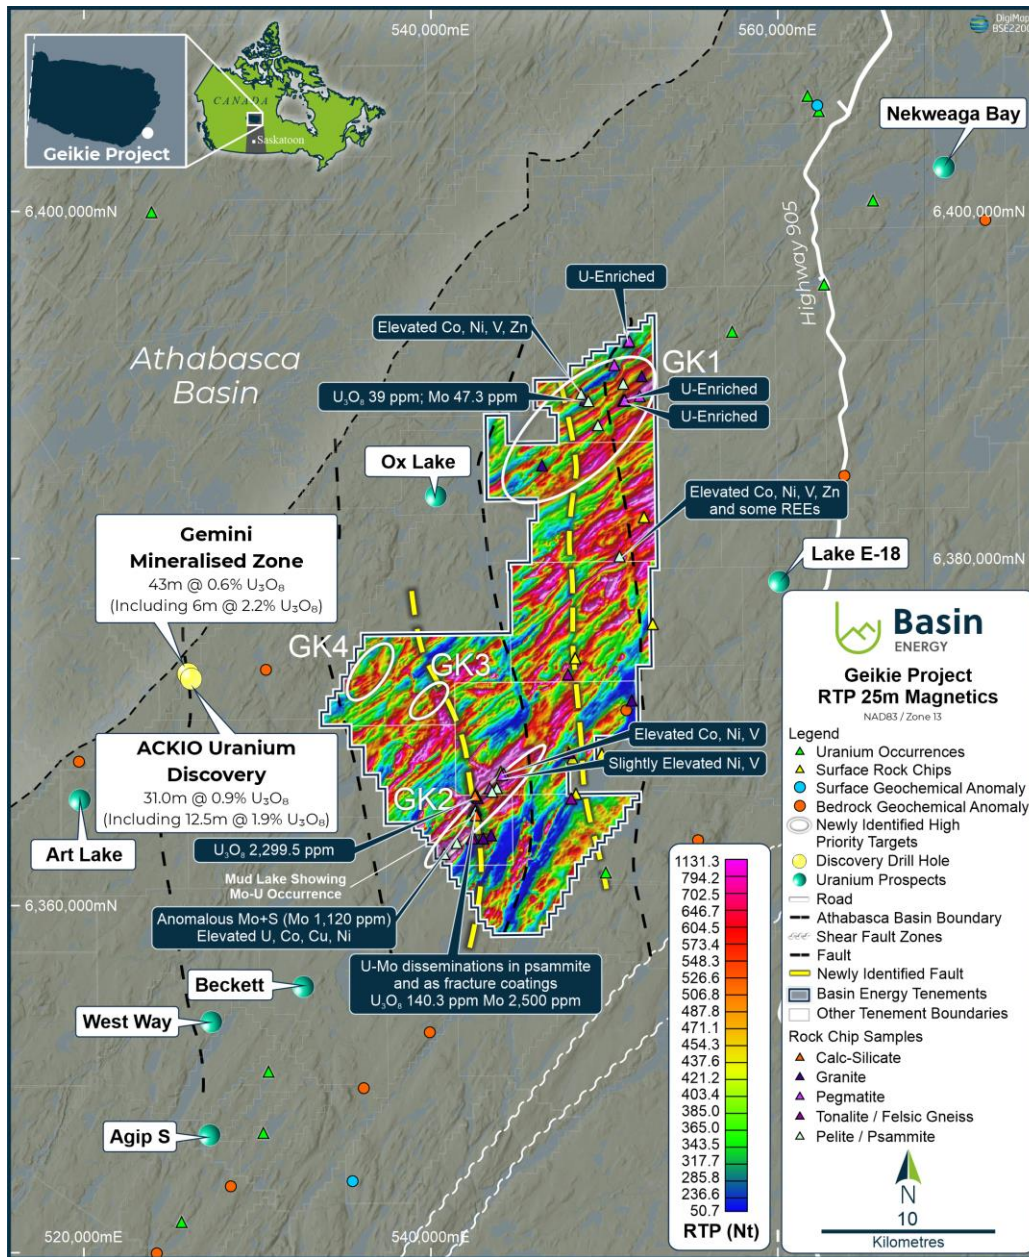 540,000mE
560,000mE
DigiMap
BSE2200
CANADA
Saskatoon
Geikie Project
Nekweaga Bay
6,400,000mN
6,400,000mN
Highway 905
U-Enriched
Elevated Co, Ni, V, Zn
GK1
Athabasca
Basin
U₃O₈ 39 ppm; Mo 47.3 ppm
U-Enriched
U-Enriched
Ox Lake
Elevated Co, Ni, V, Zn
and some REEs
Gemini
Mineralised Zone
43m @ 0.6% U₃O₈
(Including 6m @ 2.2% U₃O₈)
6,380,000mN
Lake E-18
GK4
GK3
ACKIO Uranium
Discovery
31.0m @ 0.9% U₃O₈
(Including 12.5m @ 1.9% U₃O₈)
Elevated Co, Ni, V
Slightly Elevated Ni, V
GK2
Art Lake
U₃O₈ 2,299.5 ppm
Mud Lake Showing
Mo-U Occurrence
6,360,000mN
Anomalous Mo+S (Mo 1,120 ppm)
Elevated U, Co, Cu, Ni
U-Mo disseminations in psammite
and as fracture coatings
U₃O₈ 140.3 ppm Mo 2,500 ppm
Beckett
West Way
Agip S
520,000mE
540,000mE
1131.3
794.2
702.5
646.7
604.5
573.4
548.3
526.6
506.8
487.8
471.1
454.3
437.6
421.2
403.4
385.0
365.0
343.5
317.7
285.8
236.6
50.7
RTP (Nt)
Basin
ENERGY
Geikie Project
RTP 25m Magnetics
NAD83 / Zone 13
Legend
Uranium Occurrences
Surface Rock Chips
Surface Geochemical Anomaly
Bedrock Geochemical Anomaly
Newly Identified High
Priority Targets
Discovery Drill Hole
Uranium Prospects
Road
Athabasca Basin Boundary
Shear Fault Zones
Fault
Newly Identified Fault
Basin Energy Tenements
Other Tenement Boundaries
Rock Chip Samples
Calc-Silicate
Granite
Pegmatite
Tonalite / Felsic Gneiss
Pelite / Psammite
N
10
Kilometres